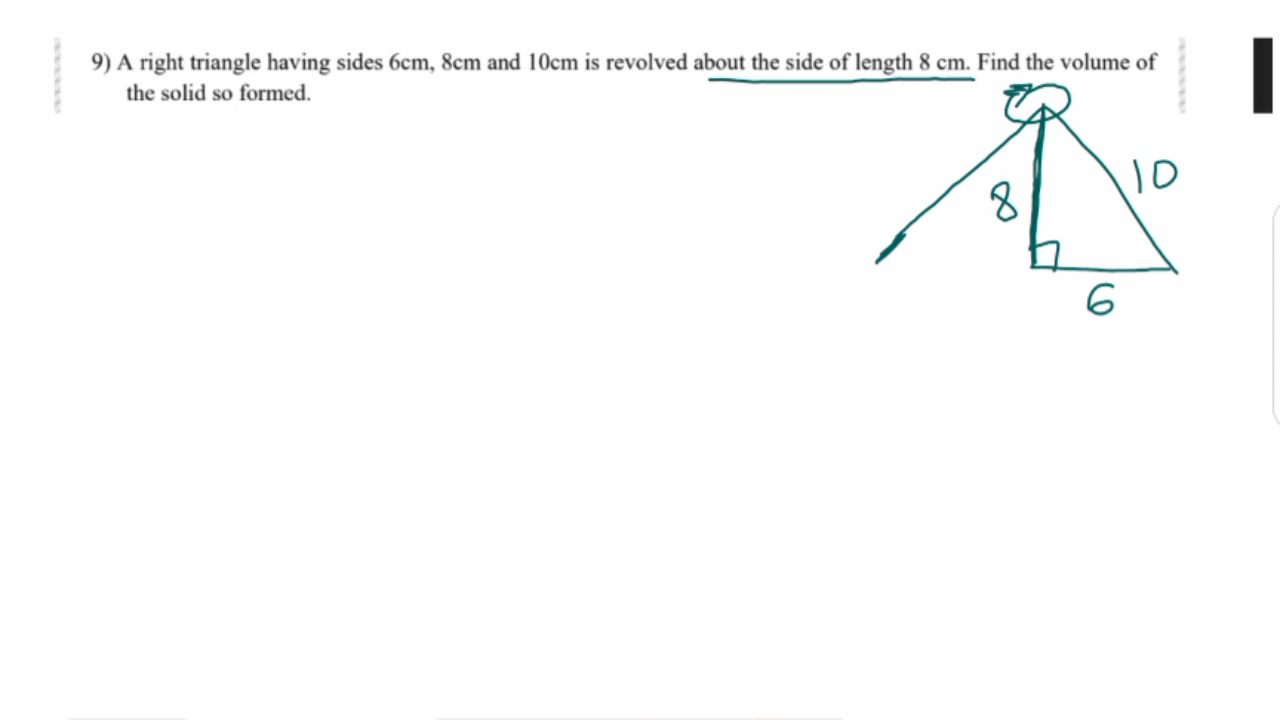 9) A right triangle having sides 6cm, 8cm and 10cm is revolved about the side of length 8 cm. Find the volume of
the solid so formed.
10
8
6